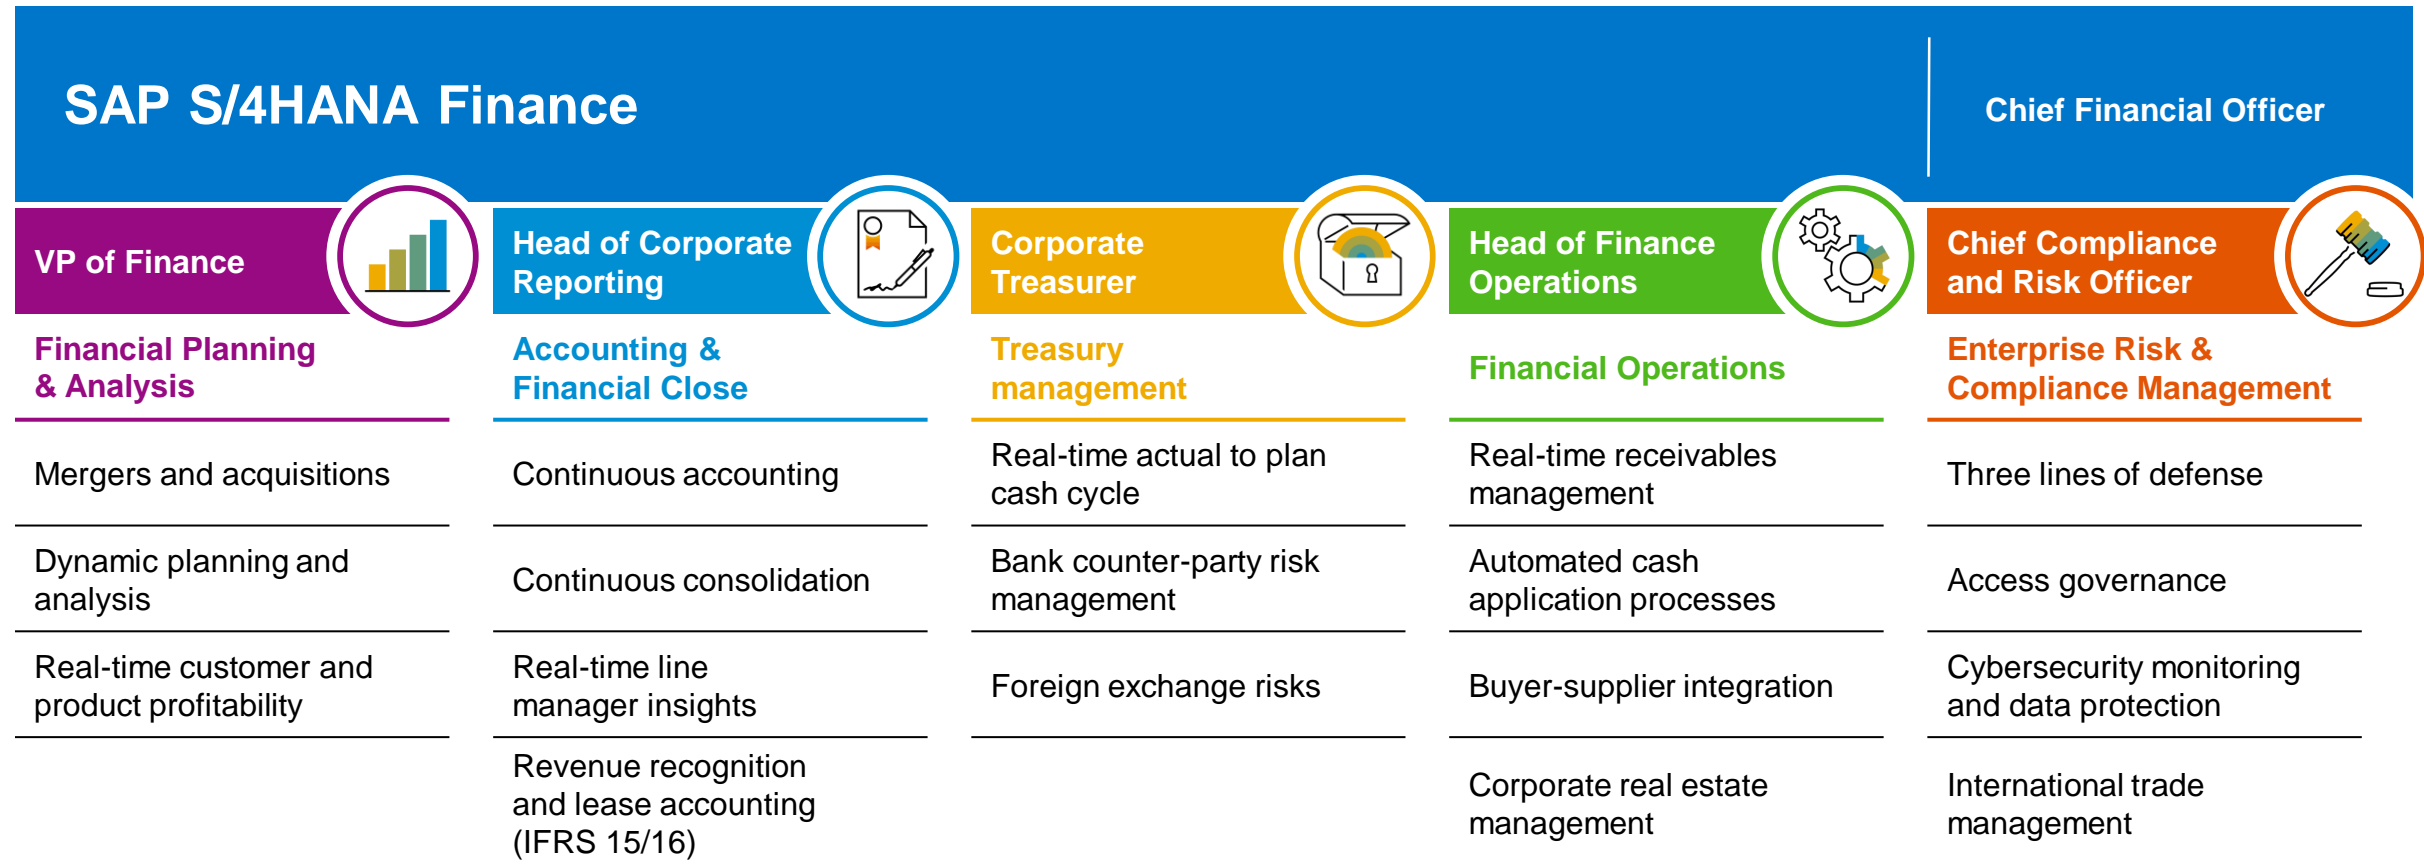 SAP S/4HANA Finance
Chief Financial Officer
VP of Finance
Financial Planning
& Analysis
Mergers and acquisitions
Dynamic planning and
analysis
Real-time customer and
product profitability
Head of Corporate
Reporting
Accounting &
Financial Close
Continuous accounting
Continuous consolidation
Real-time line
manager insights
Revenue recognition
and lease accounting
(IFRS 15/16)
Corporate
Treasurer
Treasury
management
Real-time actual to plan
cash cycle
Bank counter-party risk
management
Foreign exchange risks
Head of Finance
Operations
Financial Operations
Real-time receivables
management
Automated cash
application processes
Buyer-supplier integration
Corporate real estate
management
Chief Compliance
and Risk Officer
Enterprise Risk &
Compliance Management
Three lines of defense
Access governance
Cybersecurity monitoring
and data protection
International trade
management